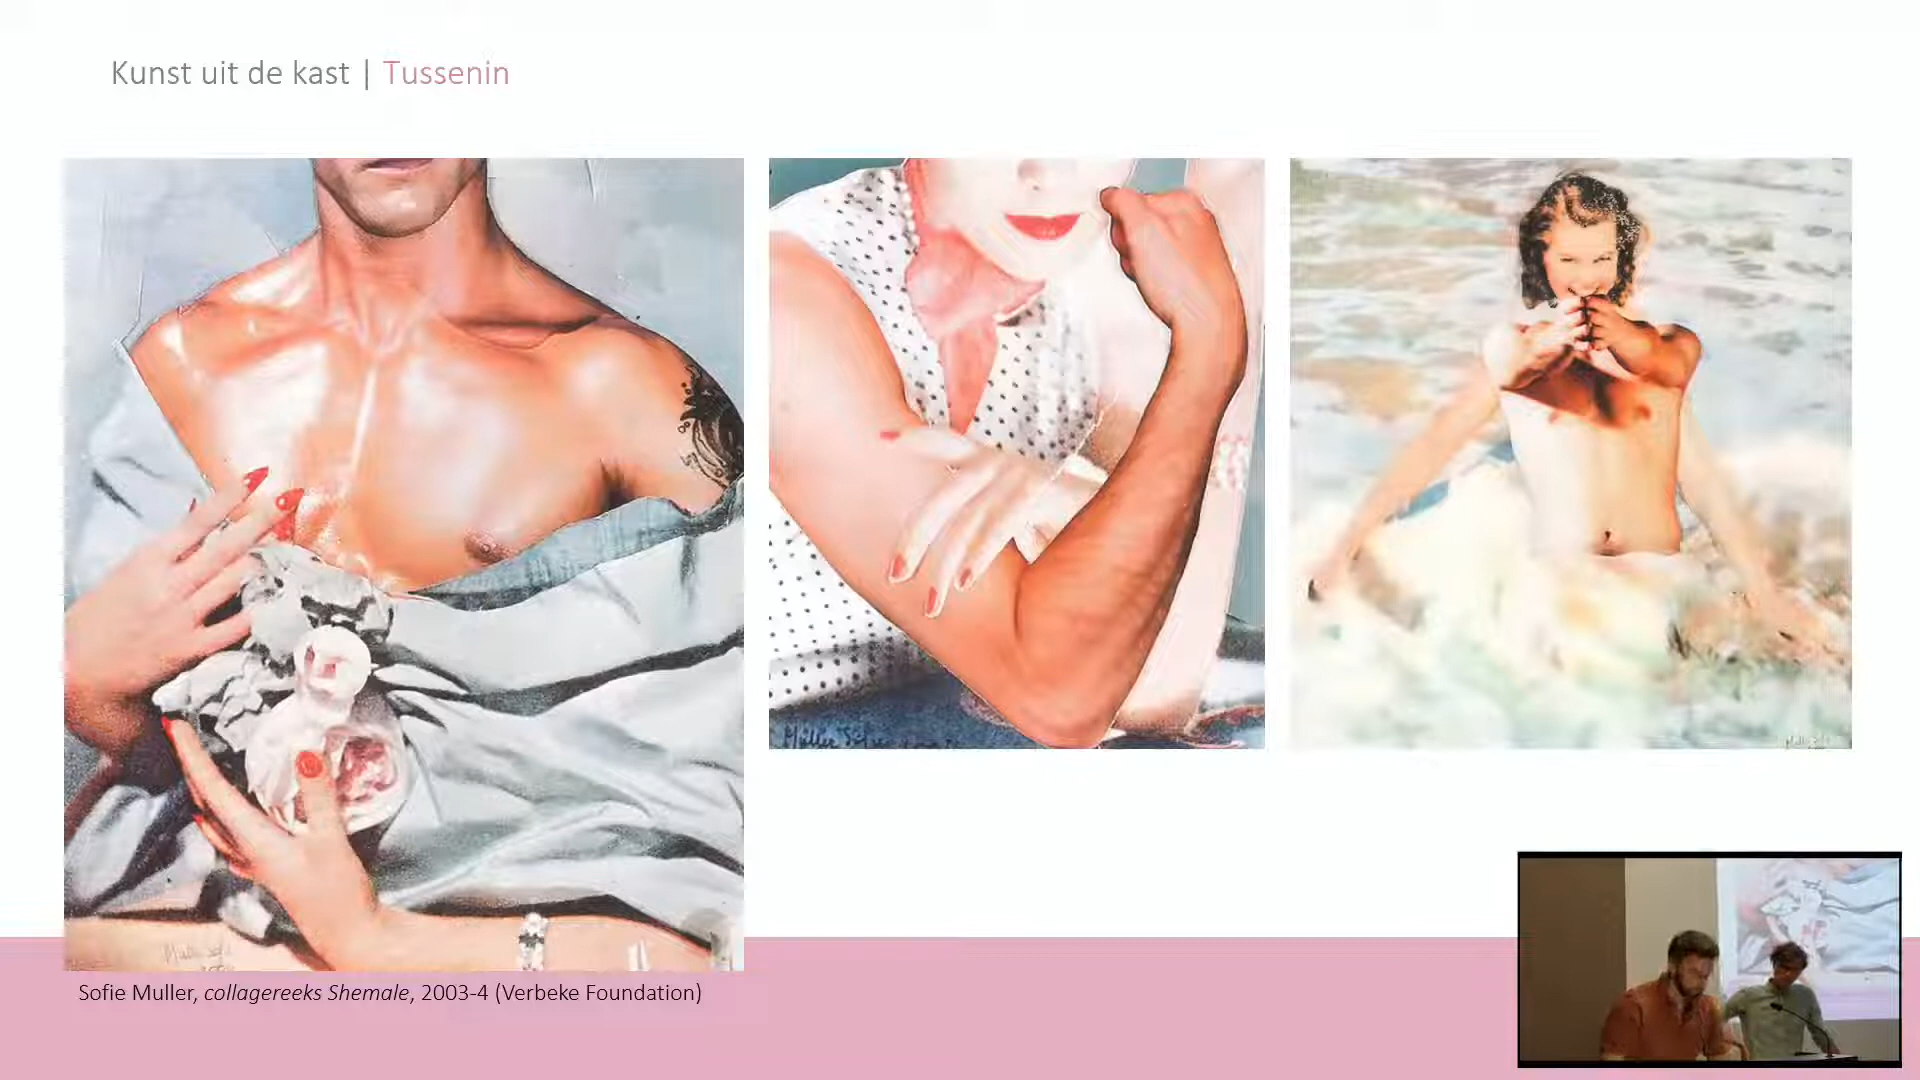 Kunst uit de kast | Tussenin
Sofie Muller, collagereeks Shemale, 2003-4 (Verbeke Foundation)